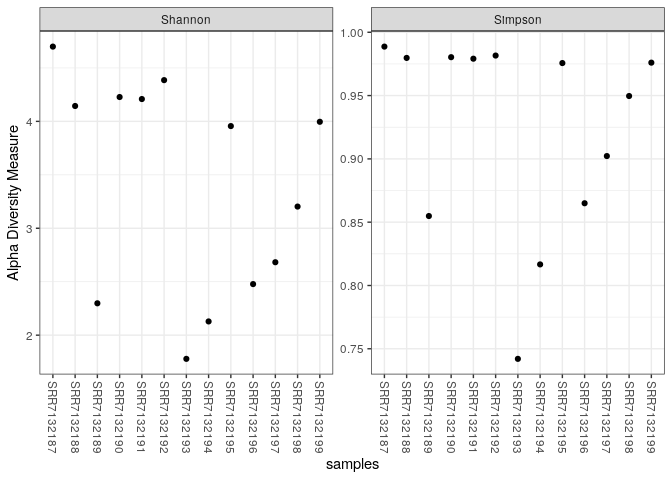 Shannon
Simpson
Alpha Diversity Measure
4
3
2
1.00
0.95
0.90
0.85
0.80
0.75
SRR7132187
SRR7132188
SRR7132189
SRR7132190
SRR7132191
SRR7132192
SRR7132193
SRR7132194
SRR7132195
SRR7132196
SRR7132197
SRR7132198
SRR7132199
SRR7132187
SRR7132188
SRR7132189
SRR7132190
SRR7132191
SRR7132192
SRR7132193
SRR7132194
SRR7132195
SRR7132196
SRR7132197
SRR7132198
SRR7132199
samples